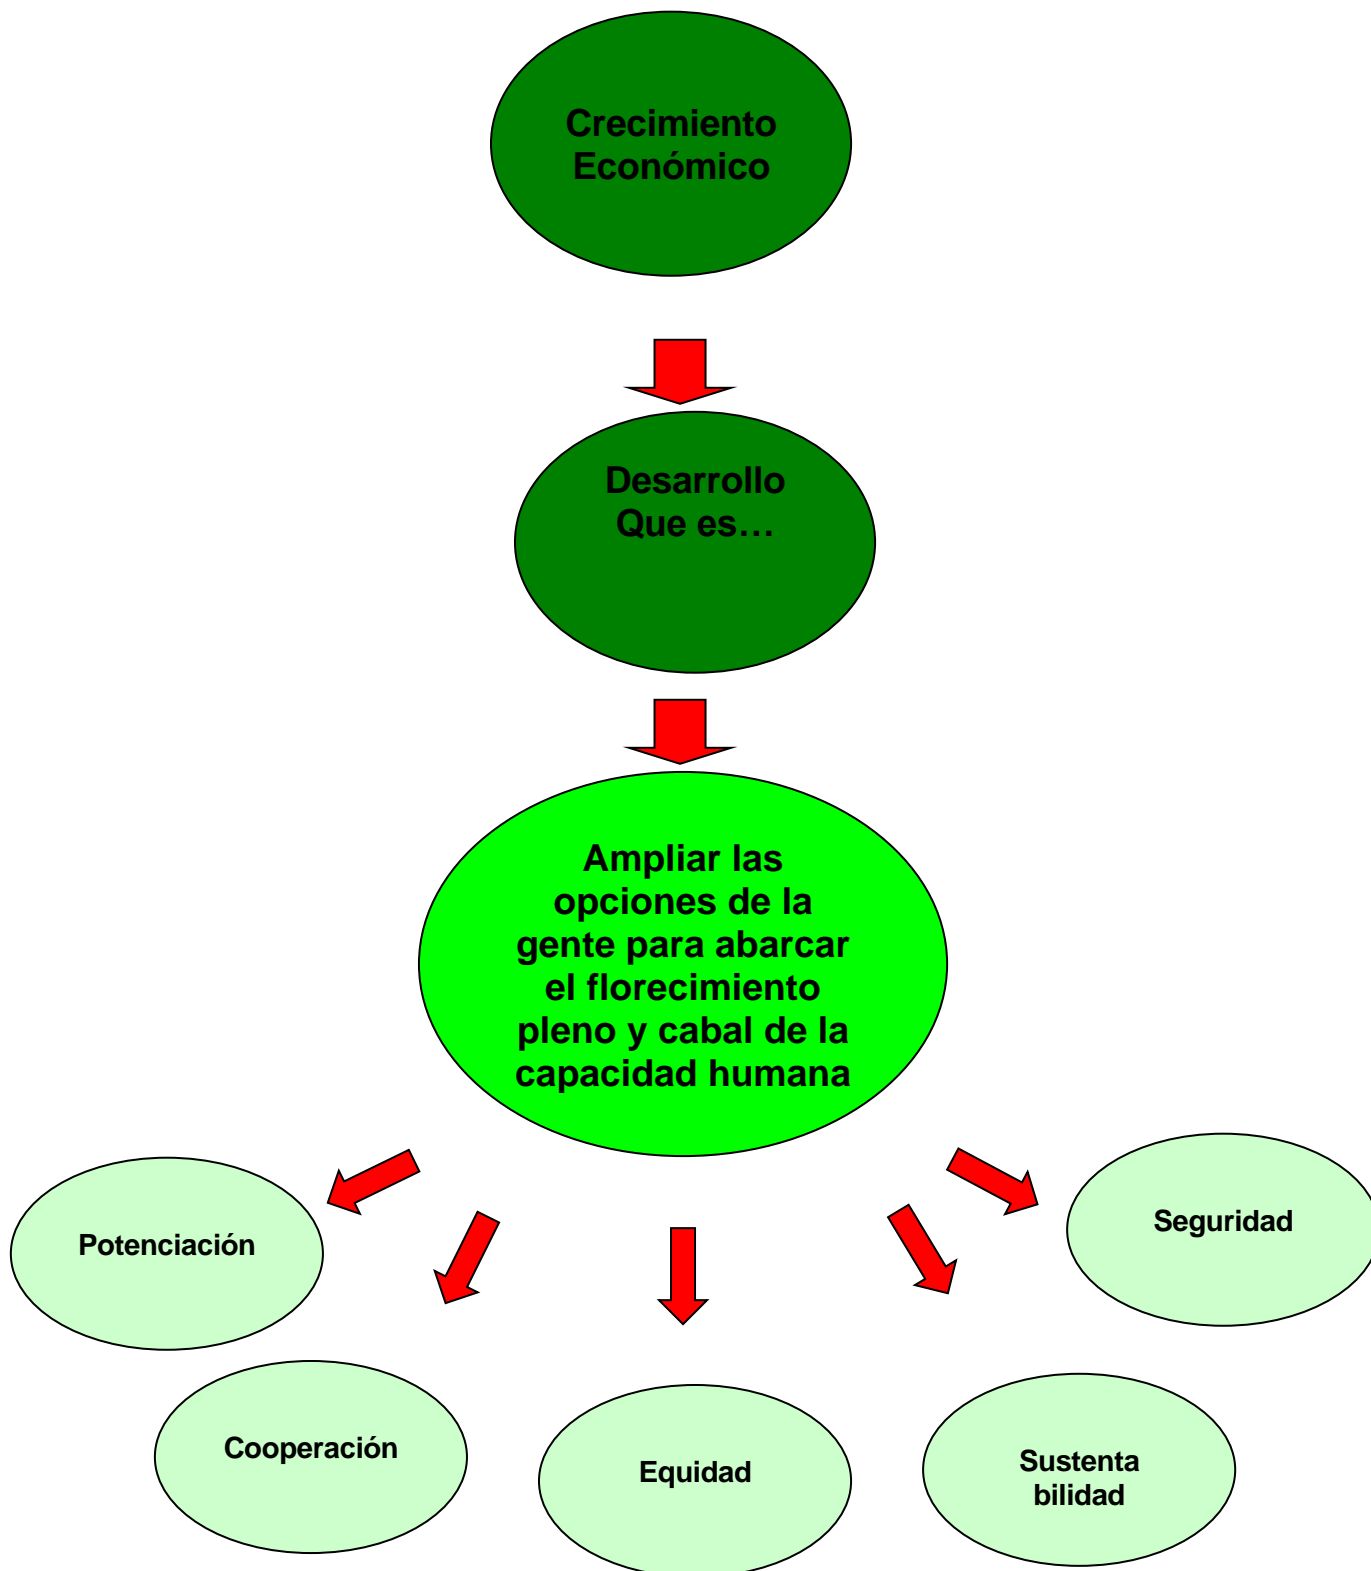 Crecimiento
Económico
Desarrollo
Que es…
Ampliar las
opciones de la
gente para abarcar
el florecimiento
pleno y cabal de la
capacidad humana
Potenciación
Seguridad
Cooperación
Equidad
Sustenta
bilidad